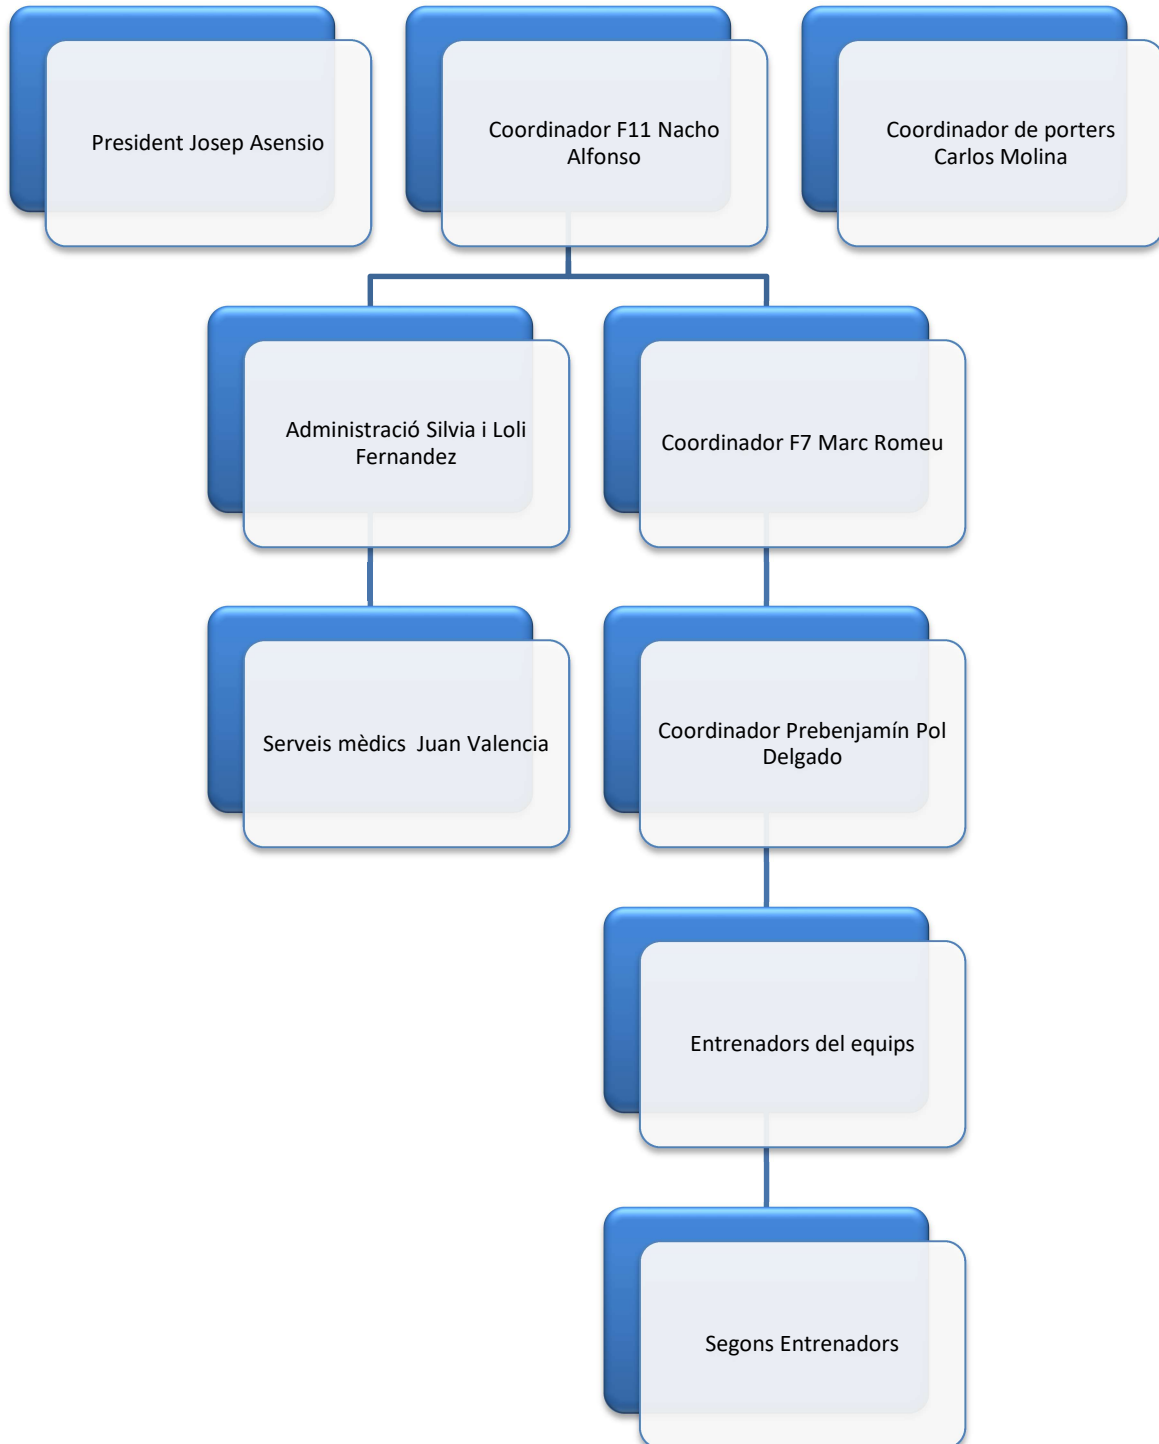 President Josep Asensio
Coordinador F11 Nacho
Alfonso
Coordinador de porters
Carlos Molina
Administració Silvia i Loli
Fernandez
Coordinador F7 Marc Romeu
Serveis mèdics  Juan Valencia
Coordinador Prebenjamín Pol
Delgado
Entrenadors del equips
Segons Entrenadors